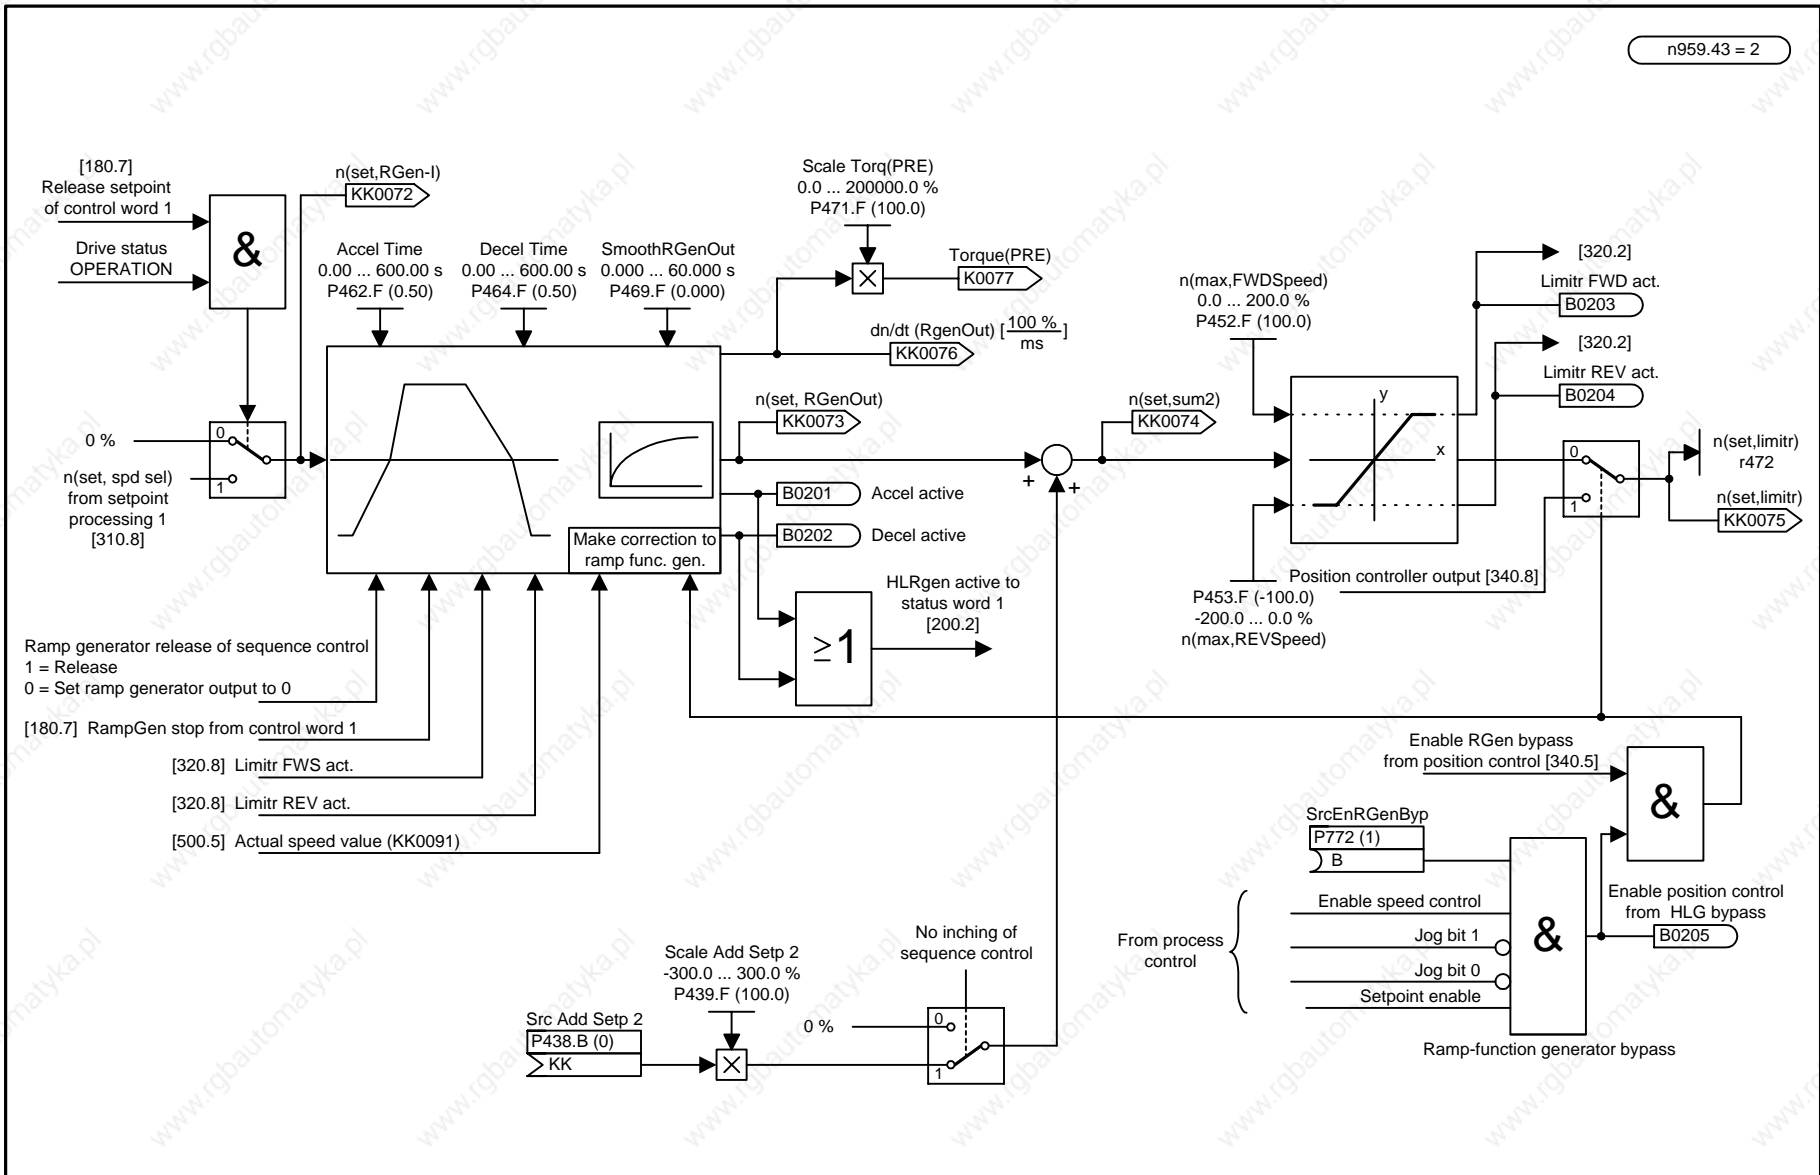 n959.43 = 2
[180.7]
Release setpoint
of control word 1
Drive status
OPERATION
&
n(set,RGen-I)
KK0072
Accel Time
0.00 ... 600.00 s
P462.F (0.50)
Decel Time
0.00 ... 600.00 s
P464.F (0.50)
SmoothRGenOut
0.000 ... 60.000 s
P469.F (0.000)
Scale Torq(PRE)
0.0 ... 200000.0 %
P471.F (100.0)
Torque(PRE)
K0077
dn/dt (RgenOut) [ 100 % ]
ms
KK0076
n(set, RGenOut)
KK0073
B0201 Accel active
B0202 Decel active
Make correction to
ramp func. gen.
0 %
0
1
n(set, spd sel)
from setpoint
processing 1
[310.8]
HLRgen active to
status word 1
[200.2]
≥1
n(set,sum2)
KK0074
+
+
n(max,FWDSpeed)
0.0 ... 200.0 %
P452.F (100.0)
y
x
P453.F (-100.0)
-200.0 ... 0.0 %
n(max,REVSpeed)
[320.2]
Limitr FWD act.
B0203
[320.2]
Limitr REV act.
B0204
0
1
n(set,limitr)
r472
n(set,limitr)
KK0075
Position controller output [340.8]
Ramp generator release of sequence control
1 = Release
0 = Set ramp generator output to 0
[180.7] RampGen stop from control word 1
[320.8] Limitr FWS act.
[320.8] Limitr REV act.
[500.5] Actual speed value (KK0091)
Enable RGen bypass
from position control [340.5]
&
SrcEnRGenByp
P772 (1)
B
From process
control
Enable speed control
Jog bit 1
Jog bit 0
Setpoint enable
&
Enable position control
from HLG bypass
B0205
Ramp-function generator bypass
Src Add Setp 2
P438.B (0)
KK
Scale Add Setp 2
-300.0 ... 300.0 %
P439.F (100.0)
No inching of
sequence control
0 %
0
1
www.rgbautomatyka.pl